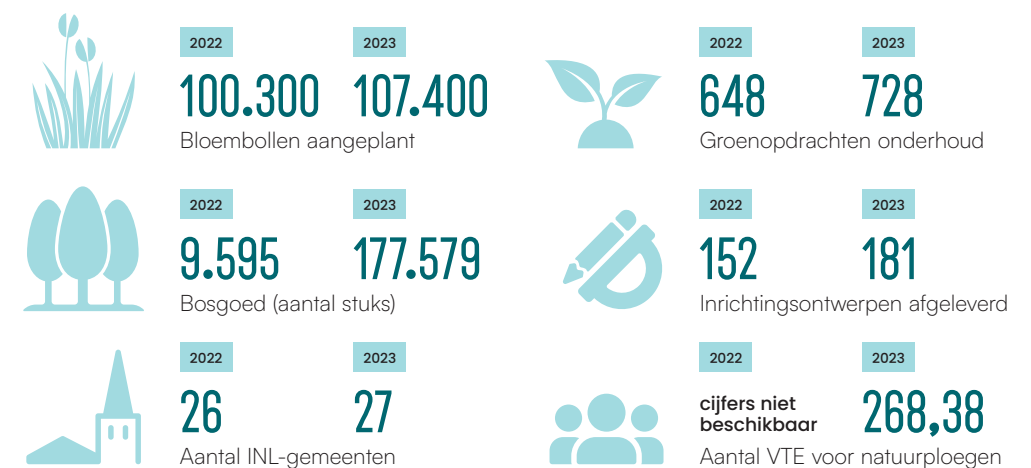 2022 2023
100.300 107.400
Bloembollen aangeplant
2022 2023
648 728
Groenopdrachten onderhoud
2022 2023
9.595 177.579
Bosgoed (aantal stuks)
2022 2023
152 181
Inrichtingsontwerpen afgeleverd
2022 2023
26 27
Aantal INL-gemeenten
2022 2023
cijfers niet
beschikbaar 268,38
Aantal VTE voor natuurploegen